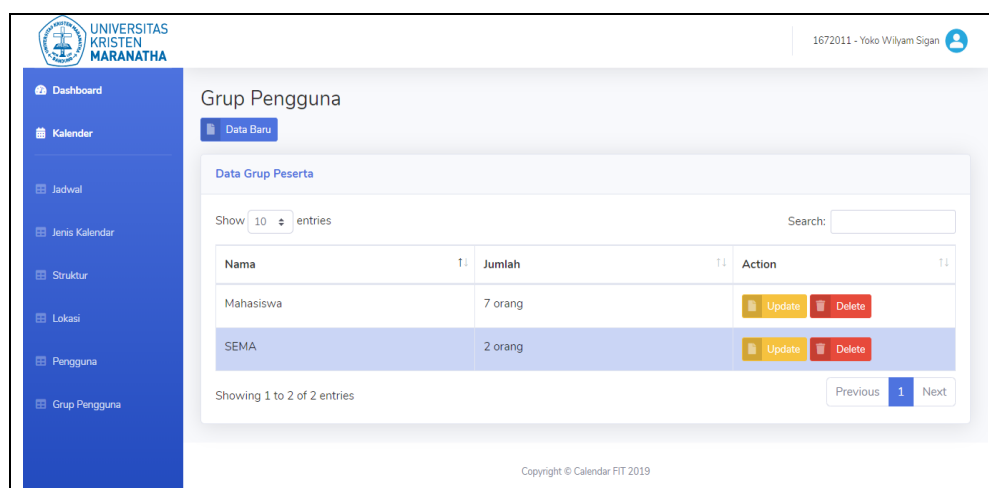 UNIVERSITAS
KRISTEN
MARANATHA
1672011 - Yoko Wilyam Sigan
Dashboard
Kalender
Jadwal
Jenis Kalendar
Struktur
Lokasi
Pengguna
Grup Pengguna
Grup Pengguna
Data Baru
Data Grup Peserta
Show 10 entries
Search:
Nama Jumlah Action
Mahasiswa 7 orang Update Delete
SEMA 2 orang Update Delete
Showing 1 to 2 of 2 entries
Previous 1 Next
Copyright © Calendar FIT 2019